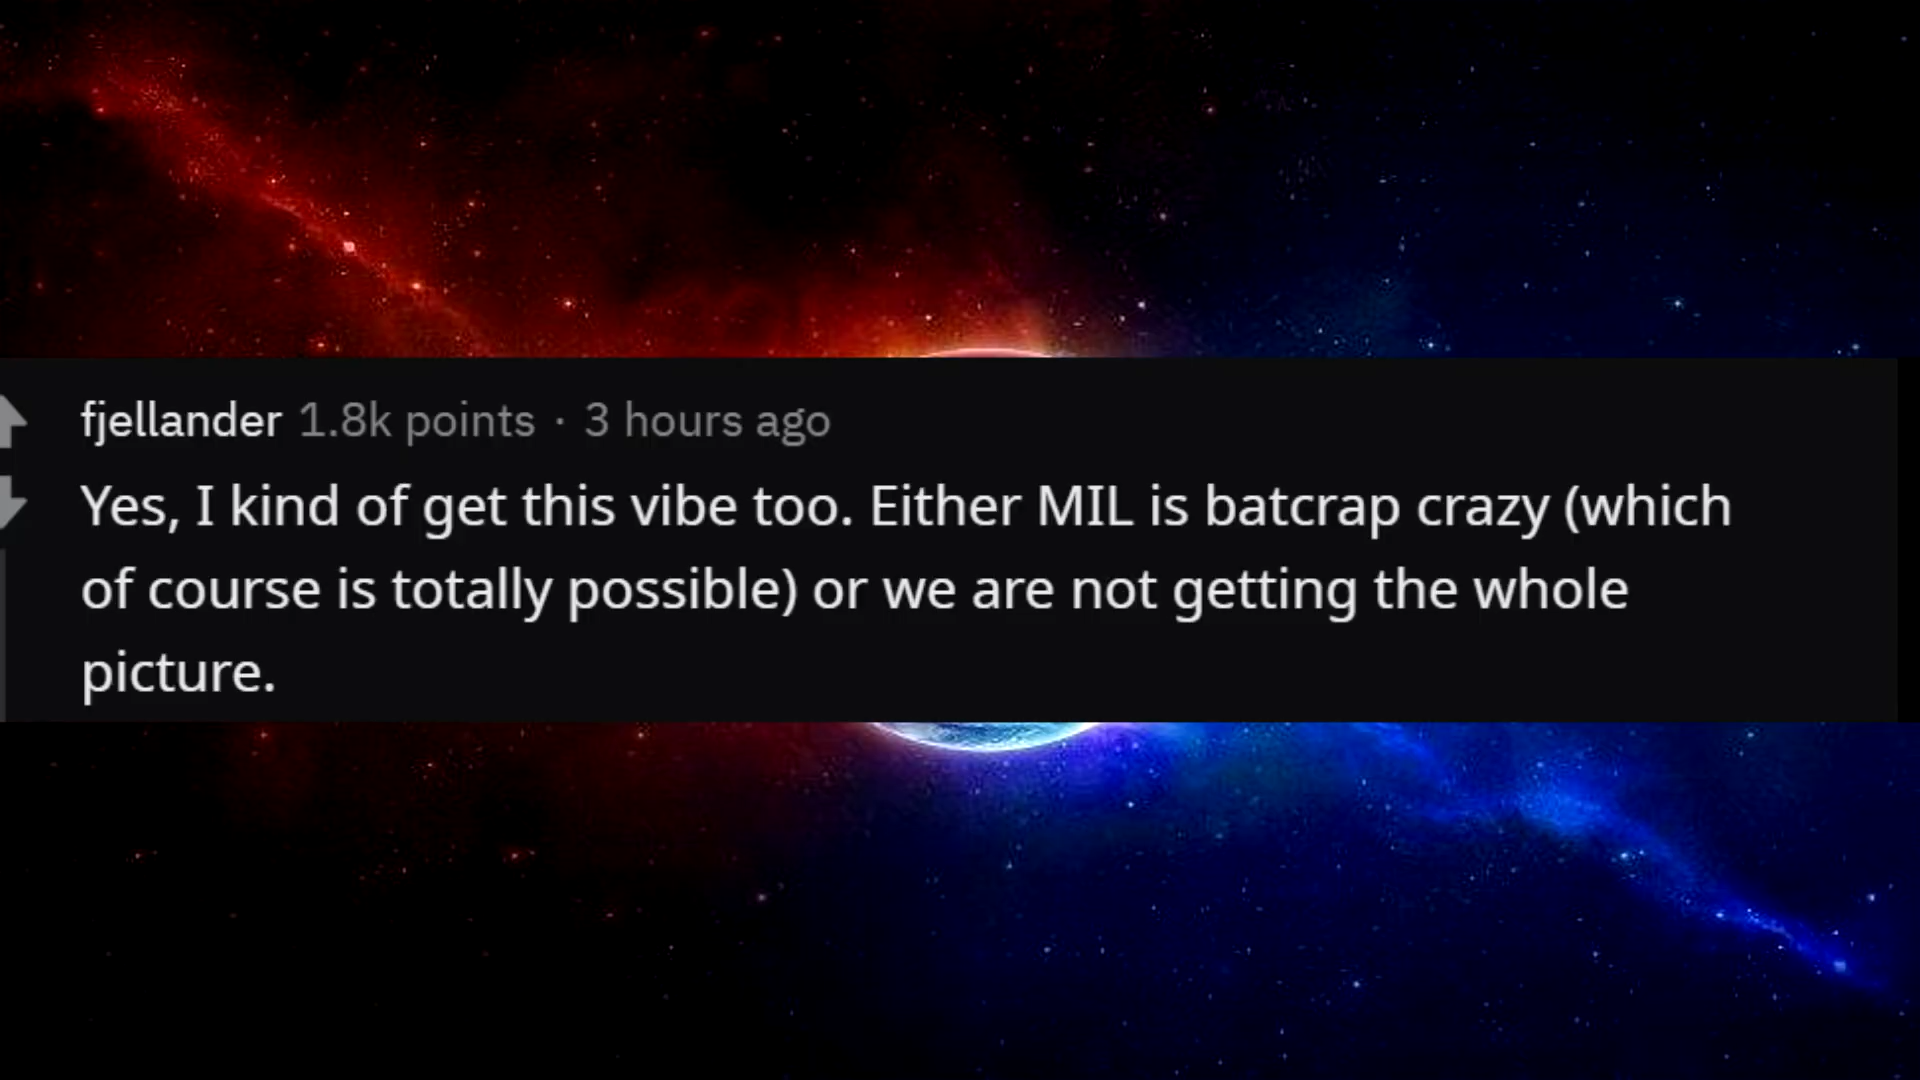 fjellander 1.8k points · 3 hours ago
Yes, I kind of get this vibe too. Either MIL is batcrap crazy (which
of course is totally possible) or we are not getting the whole
picture.